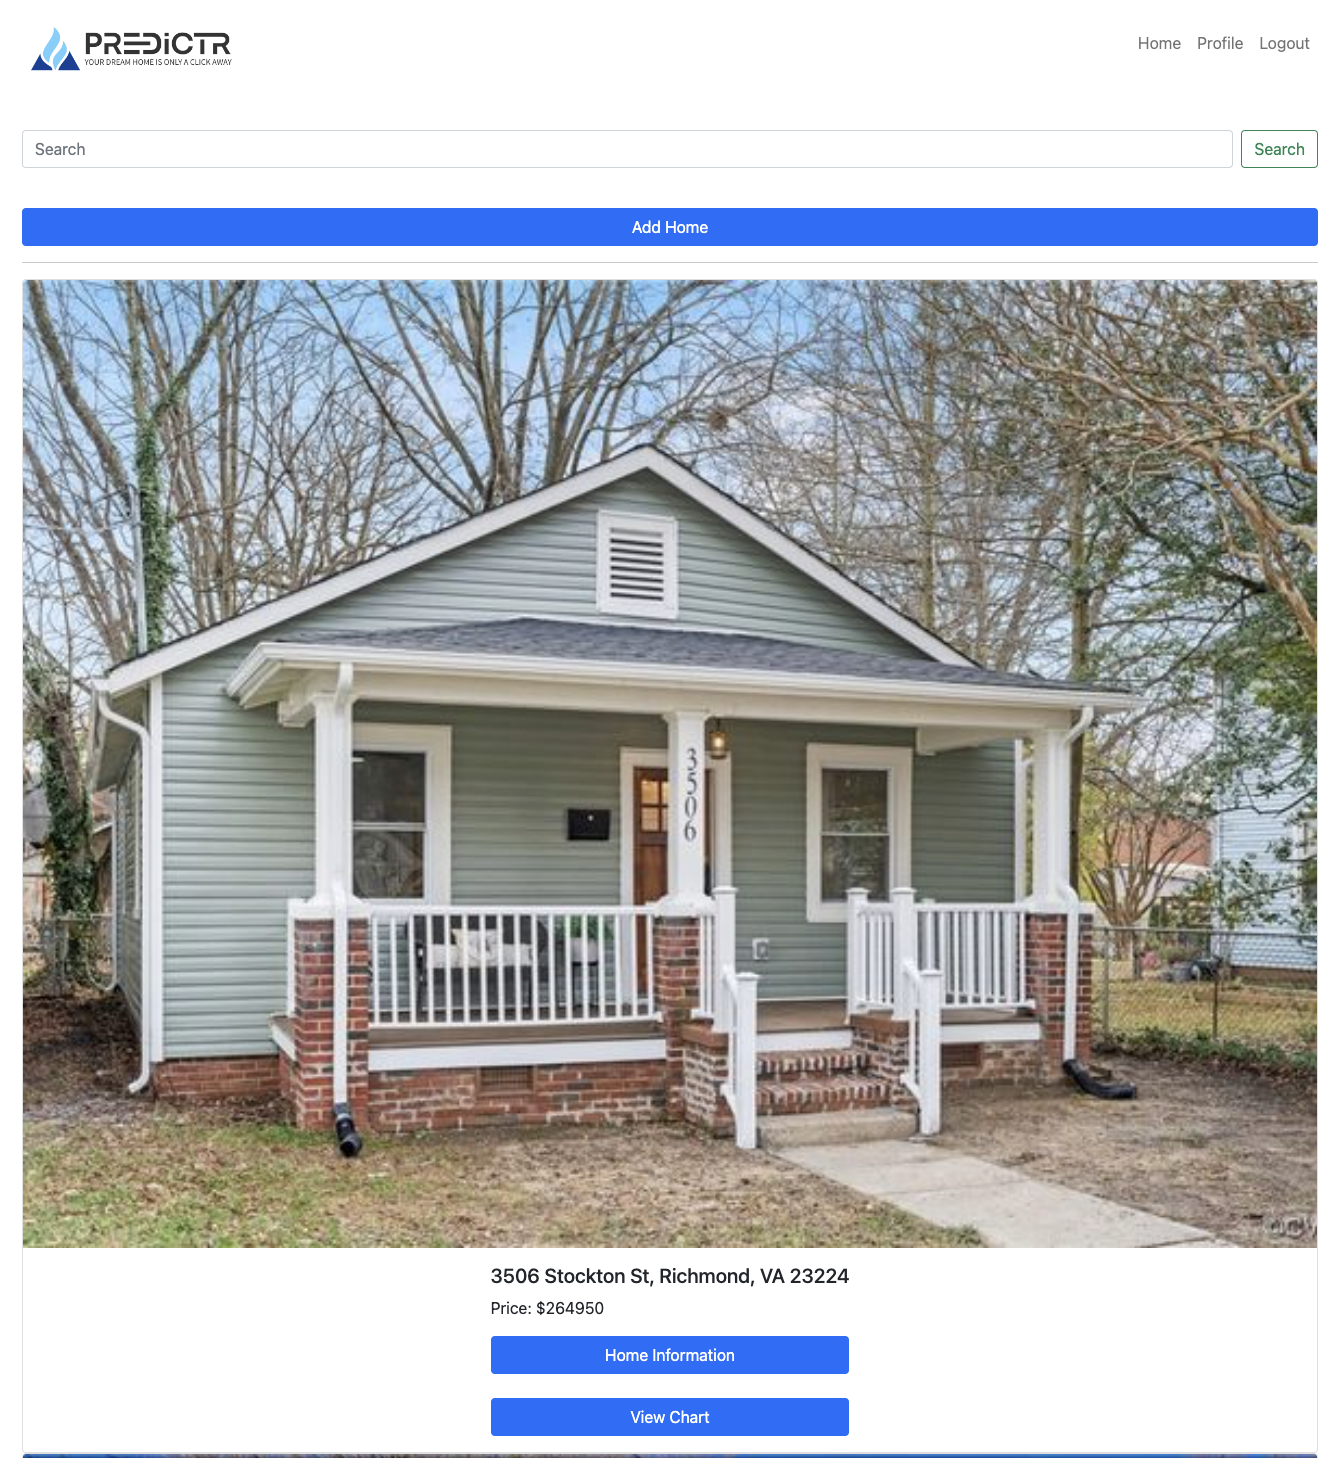 PREDiCTR
YOUR DREAM HOME IS ONLY A CLICK AWAY
Home Profile Logout
Search Search
Add Home
3506
3506 Stockton St, Richmond, VA 23224
Price: $264950
Home Information
View Chart